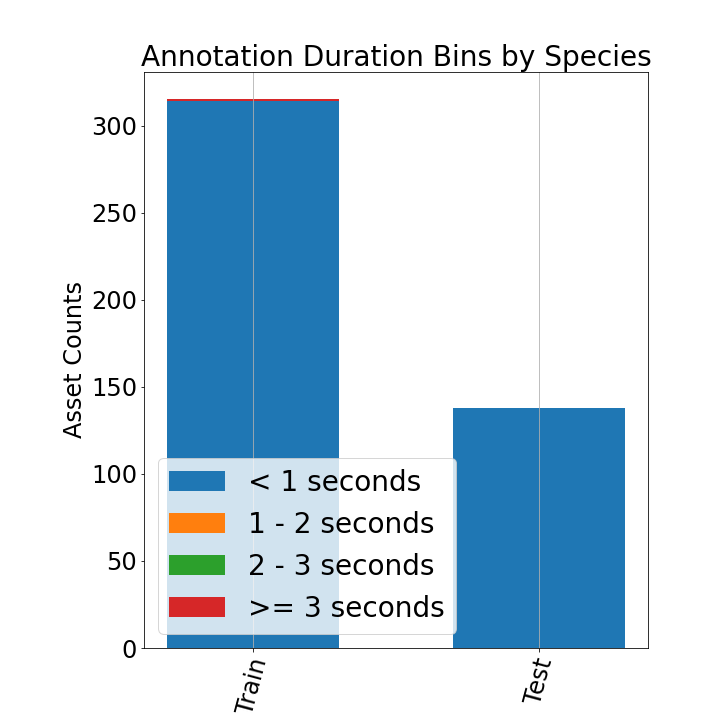 Annotation Duration Bins by Species
Asset Counts
300
250
200
150
100
50
0
< 1 seconds
1 - 2 seconds
2 - 3 seconds
>= 3 seconds
Train
Test